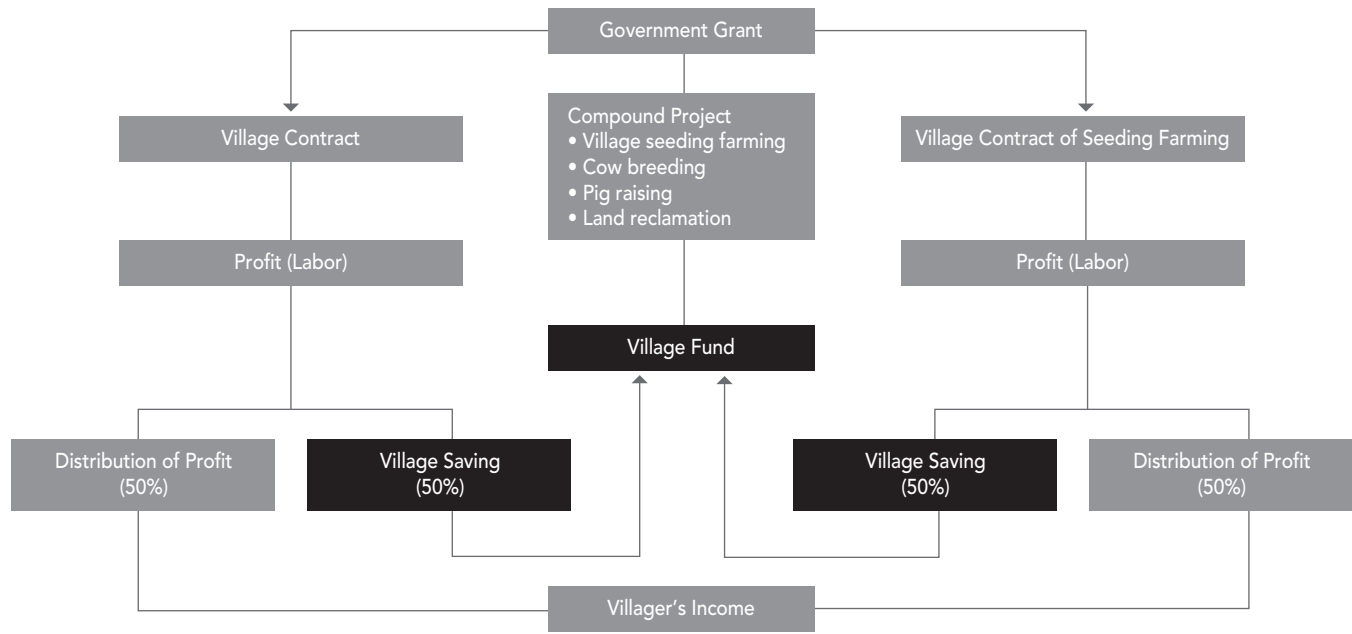 Government Grant
Village Contract
Compound Project
• Village seeding farming
• Cow breeding
• Pig raising
• Land reclamation
Village Contract of Seeding Farming
Profit (Labor)
Profit (Labor)
Village Fund
Distribution of Profit
(50%)
Village Saving
(50%)
Village Saving
(50%)
Distribution of Profit
(50%)
Villager's Income